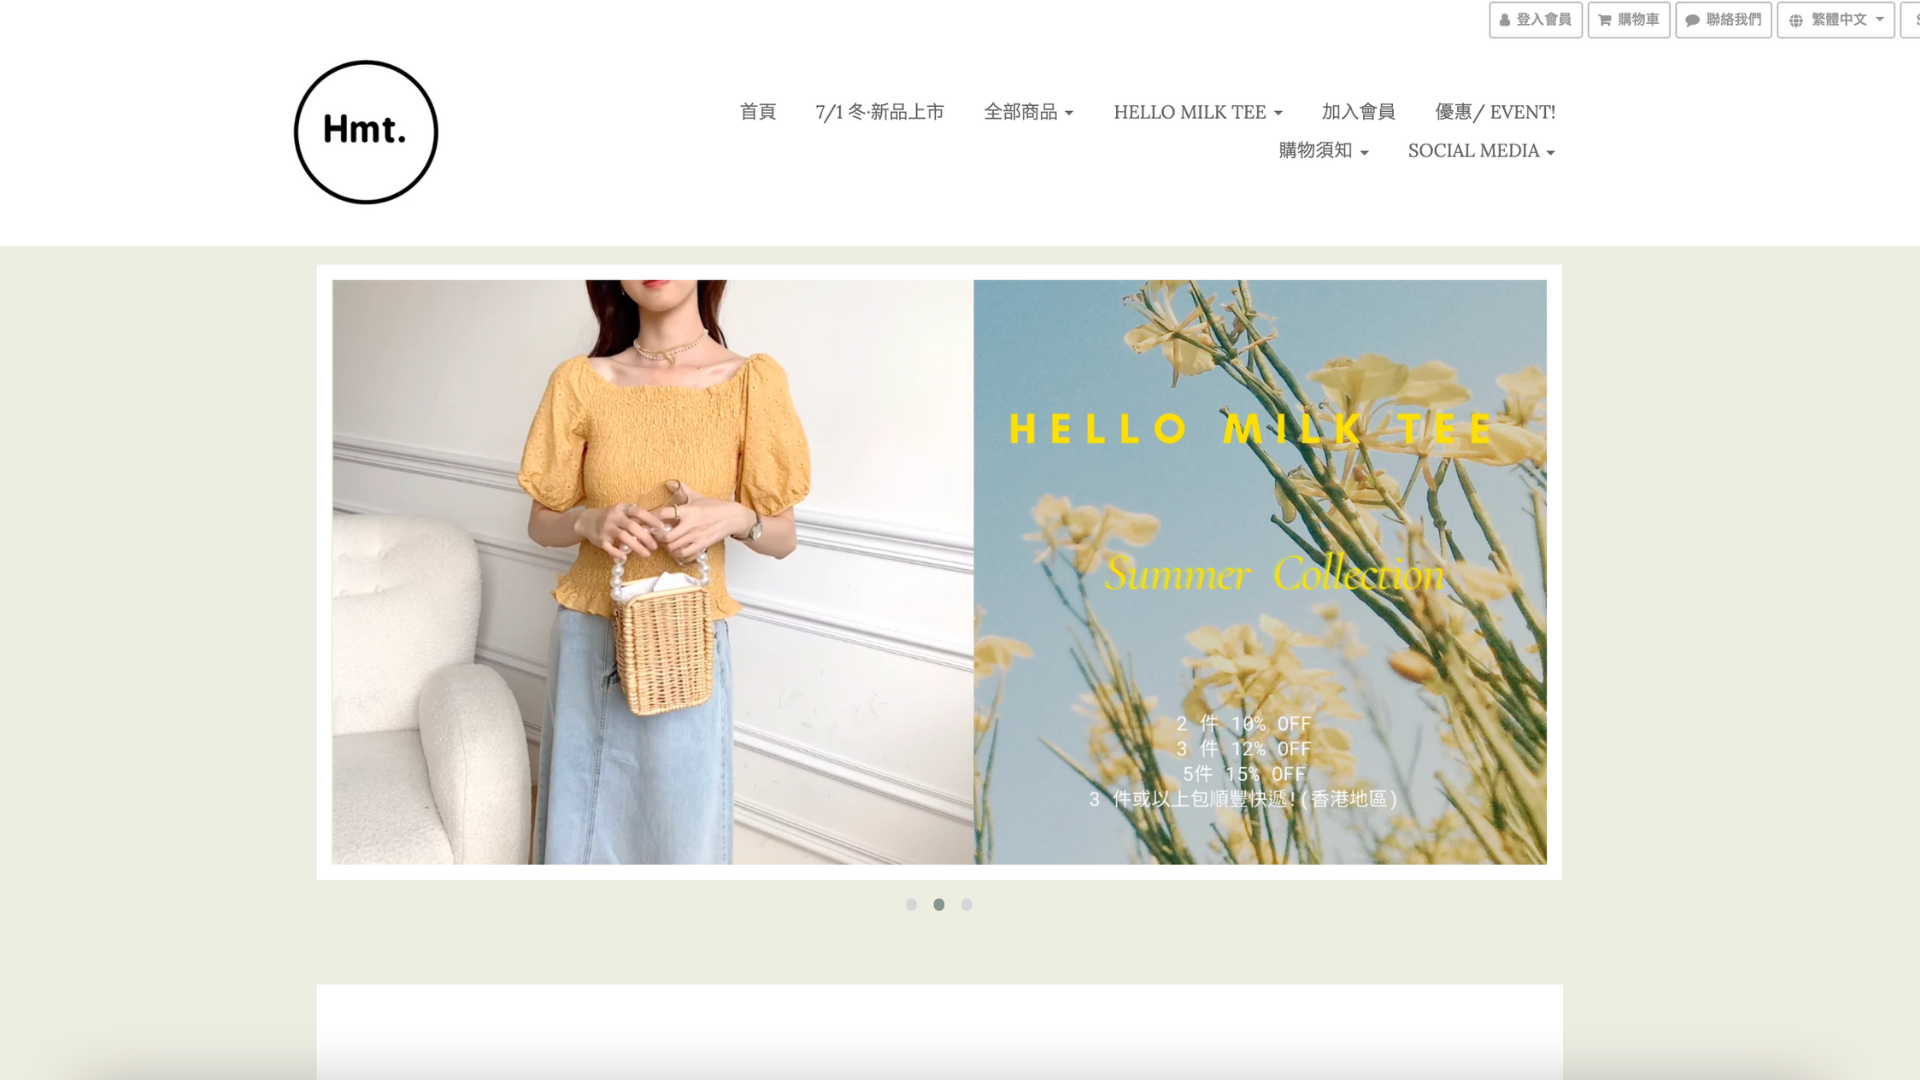 登入會員
購物車
聯絡我們
繁體中文
Hmt.
首頁
7/1 冬·新品上市
全部商品
HELLO MILK TEE
加入會員
優惠/ EVENT!
購物須知
SOCIAL MEDIA
HELLO MILK TEE
Summer Collection
2 件 10% OFF
3 件 12% OFF
5件 15% OFF
3 件或以上包順豐快遞!(香港地區)